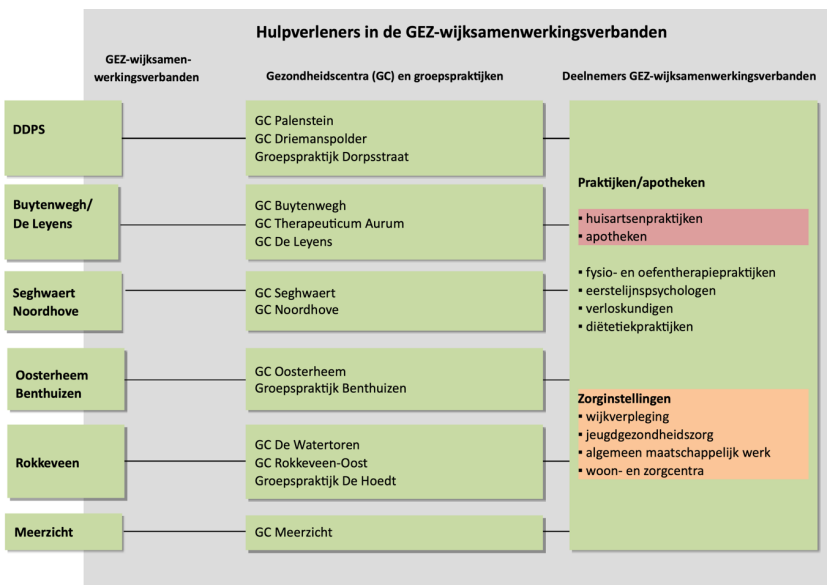 Hulpverleners in de GEZ-wijksamenwerkingsverbanden
GEZ-wijksamen-
werkingsverbanden
Gezondheidscentra (GC) en groepspraktijken
Deelnemers GEZ-wijksamenwerkingsverbanden
DDPS
GC Palenstein
GC Driemanspolder
Groepspraktijk Dorpsstraat
Buytenwegh/
De Leyens
GC Buytenwegh
GC Therapeuticum Aurum
GC De Leyens
Seghwaert
Noordhove
GC Seghwaert
GC Noordhove
Oosterheem
Benthuizen
GC Oosterheem
Groepspraktijk Benthuizen
Rokkeveen
GC De Watertoren
GC Rokkeveen-Oost
Groepspraktijk De Hoedt
Meerzicht
GC Meerzicht
Praktijken/apotheken
▪ huisartsenpraktijken
▪ apotheken
▪ fysio- en oefentherapiepraktijken
▪ eerstelijnspsychologen
▪ verloskundigen
▪ diëtetiekpraktijken
Zorginstellingen
▪ wijkverpleging
▪ jeugdgezondheidszorg
▪ algemeen maatschappelijk werk
▪ woon- en zorgcentra